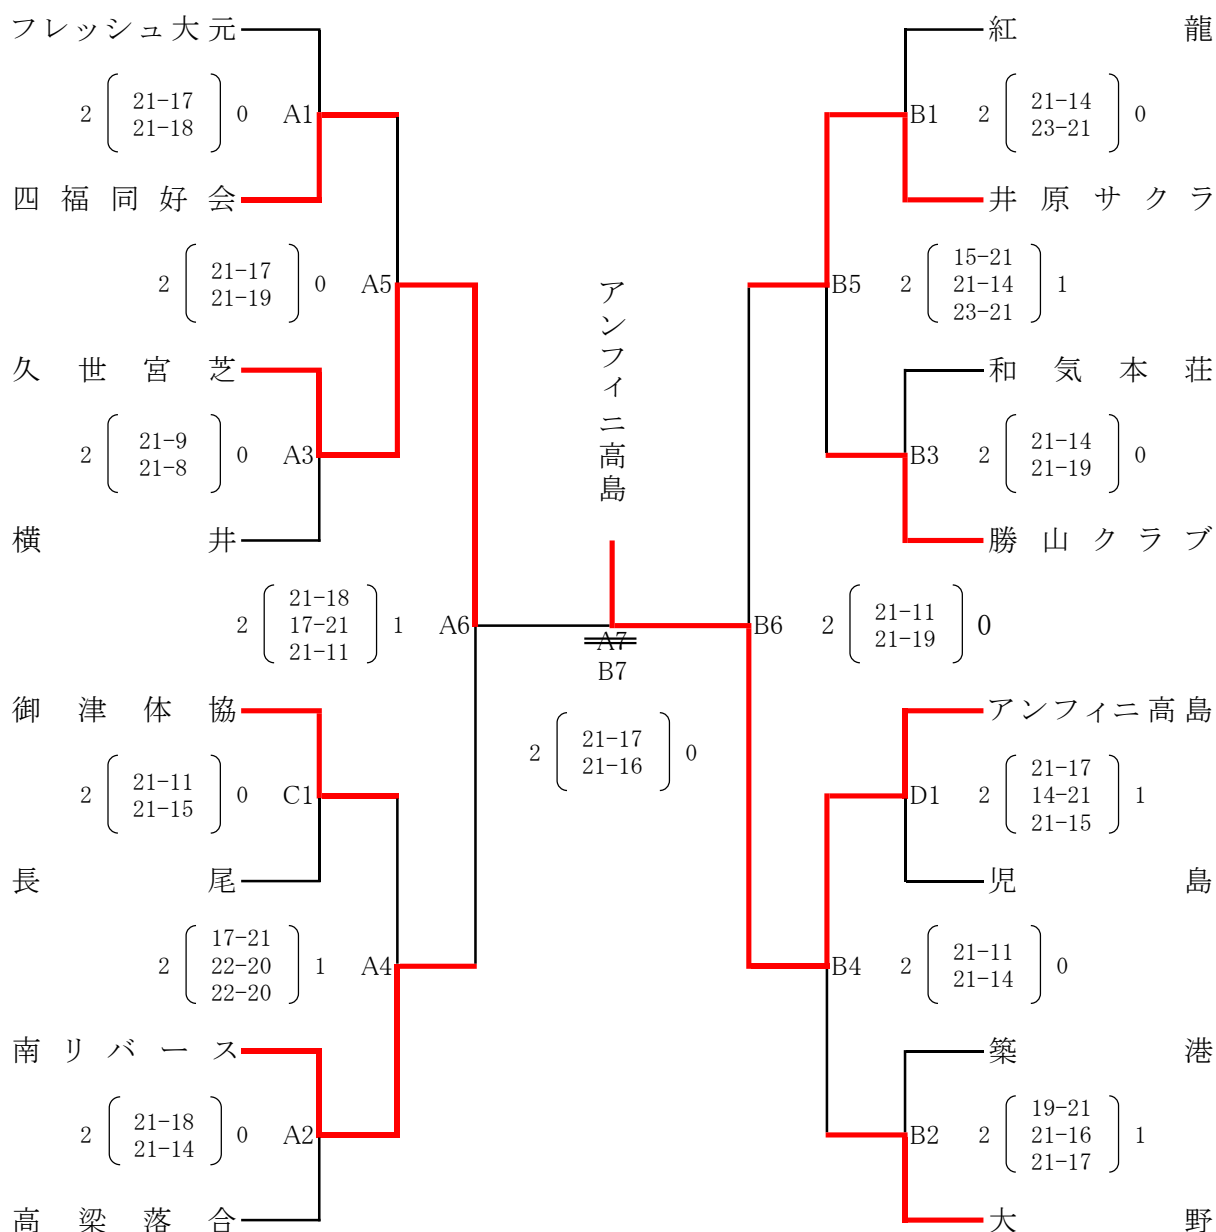 フレッシュ大元
2 21-17 0 A1
21-18
四福同好会
2 21-17 0 A5
21-19
久世宮芝
2 21-9 0 A3
21-8
横井
2 21-18 1 A6
17-21
21-11
御津体協
2 21-11 0 C1
21-15
長尾
2 17-21 1 A4
22-20
22-20
南リバース
2 21-18 0 A2
21-14
高梁落合
アンフィニ高島
A7
B7
2 21-17 0
21-16
紅龍
B1 2 21-14 0
23-21
井原サクラ
B5 2 15-21 1
21-14
23-21
和気本荘
B3 2 21-14 0
21-19
勝山クラブ
B6 2 21-11 0
21-19
アンフィニ高島
D1 2 21-17 1
14-21
21-15
児島
B4 2 21-11 0
21-14
築港
B2 2 19-21 1
21-16
21-17
大野